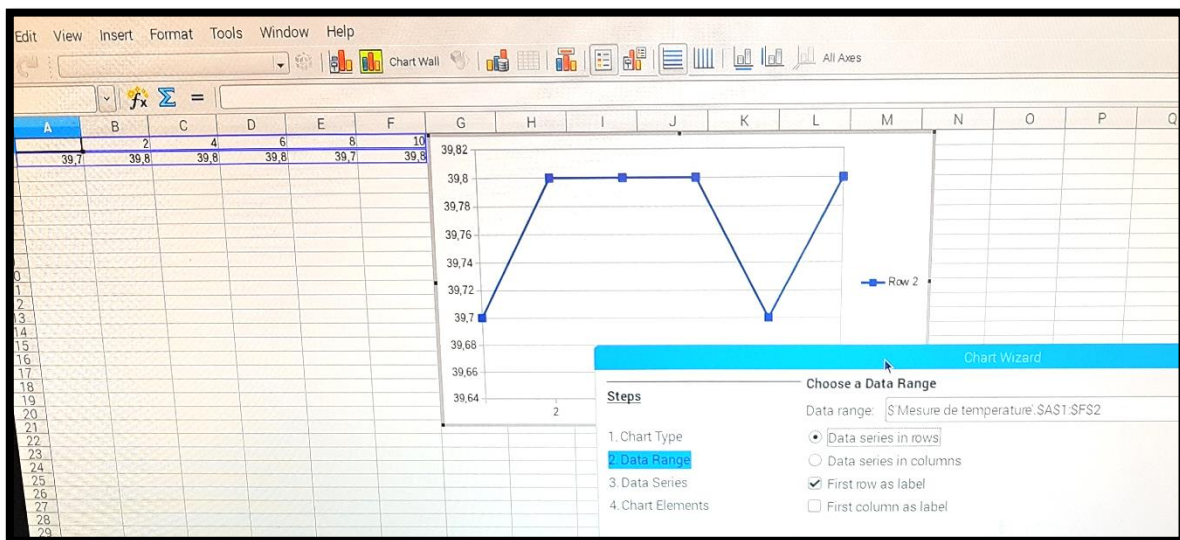 Edit View Insert Format Tools Window Help
Chart Wall All Axes
fx Σ =
A B C D E F G H I J K L M N O P Q
2 4 6 8 10
39,7 39,8 39,8 39,8 39,7 39,8
39,82
39,8
39,78
39,76
39,74
39,72
39,7
39,68
39,66
39,64
2
Row 2
0
1
2
13
14
15
16
17
18
19
20
21
22
23
24
25
26
27
28
29
Chart Wizard
Steps
1. Chart Type
2. Data Range
3. Data Series
4. Chart Elements
Choose a Data Range
Data range: $'Mesure de temperature'.$A$1:$F$2
Data series in rows
Data series in columns
First row as label
First column as label